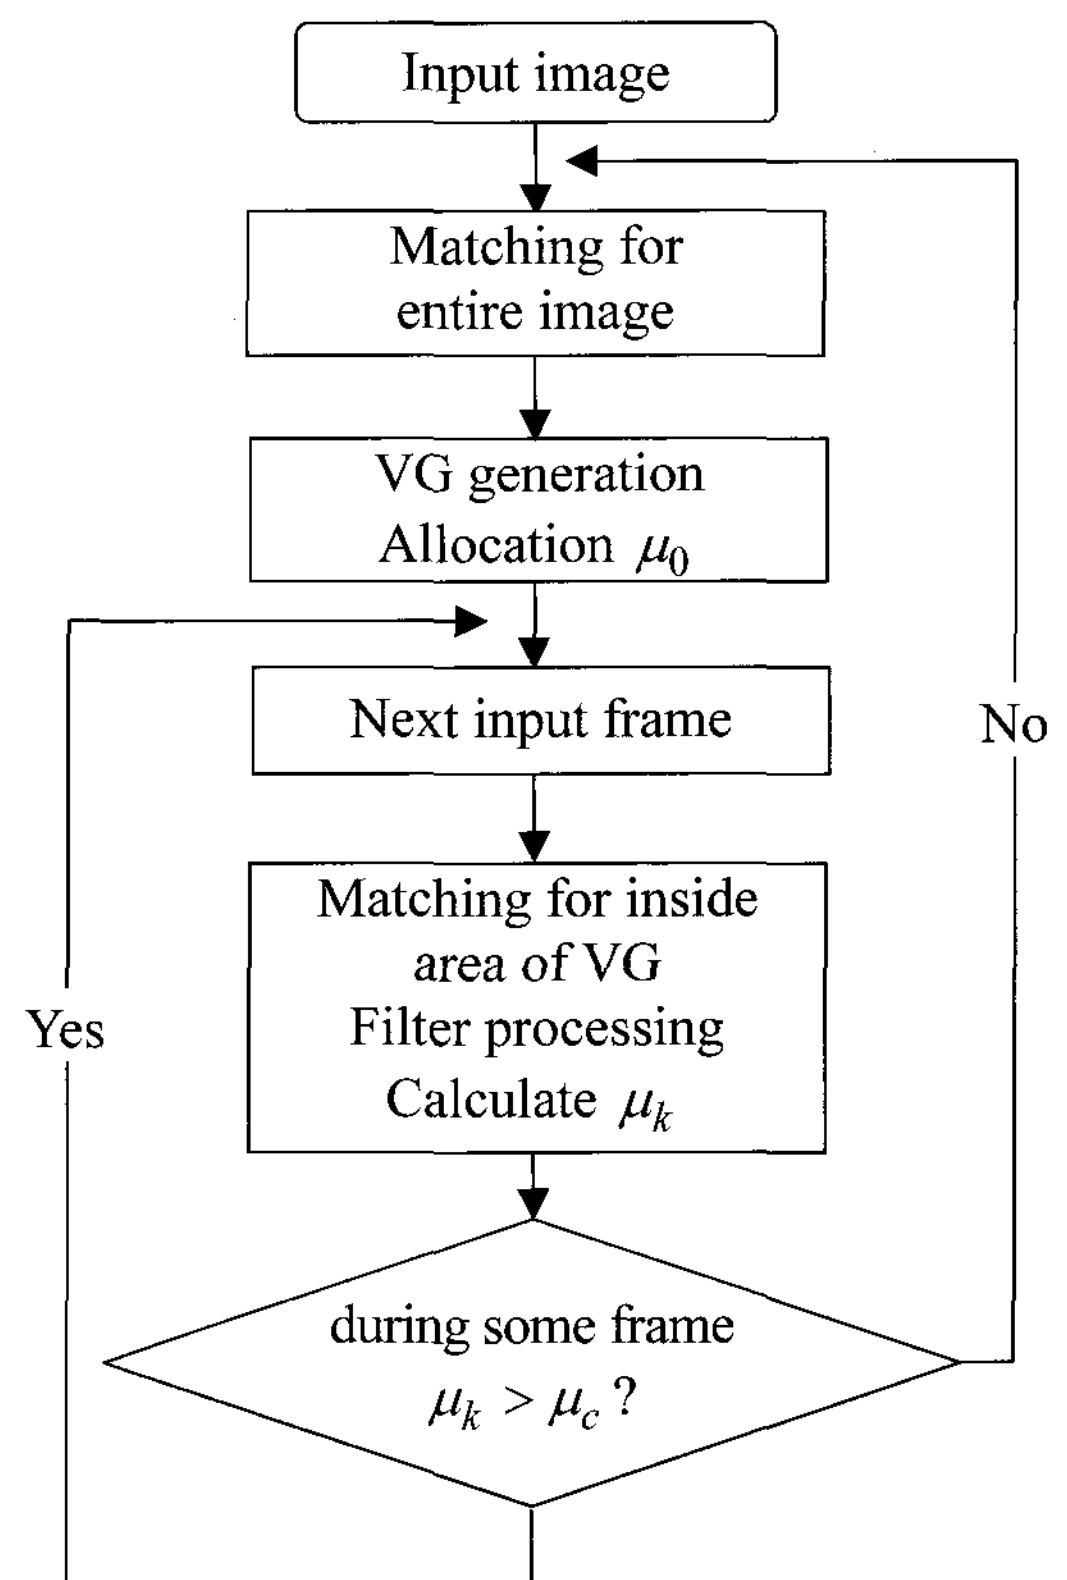 Input image
Matching for
entire image
VG generation
Allocation μ₀
Next input frame
No
Matching for inside
area of VG
Filter processing
Calculate μₖ
Yes
during some frame
μₖ > μ_c ?